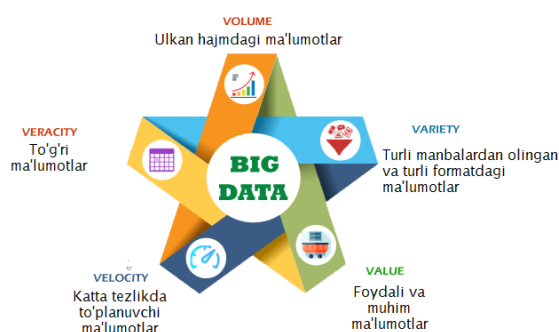 VOLUME
Ulkan hajmdagi ma'lumotlar
VERACITY
To'g'ri
ma'lumotlar
VARIETY
Turli manbalardan olingan
va turli formatdagi
ma'lumotlar
BIG
DATA
VELOCITY
Katta tezlikda
to'planuvchi
ma'lumotlar
VALUE
Foydali va
muhim
ma'lumotlar